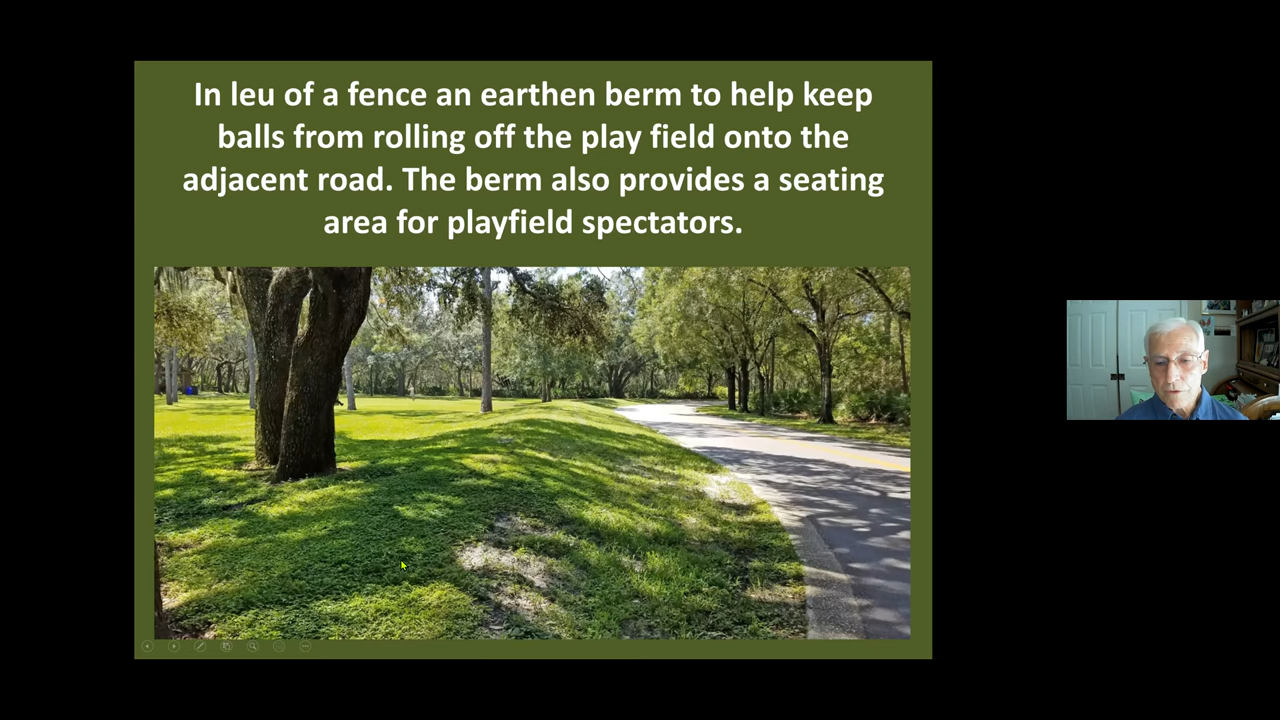 In leu of a fence an earthen berm to help keep
balls from rolling off the play field onto the
adjacent road. The berm also provides a seating
area for playfield spectators.